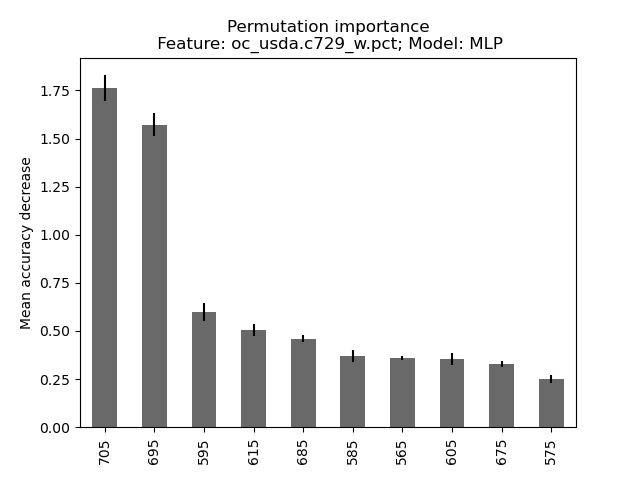 Permutation importance
Feature: oc_usda.c729_w.pct; Model: MLP
Mean accuracy decrease
1.75
1.50
1.25
1.00
0.75
0.50
0.25
0.00
705 695 595 615 685 585 565 605 675 575